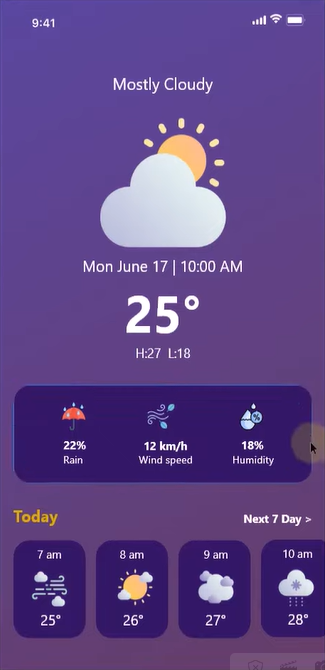 9:41
Mostly Cloudy
Mon June 17 | 10:00 AM
25°
H:27 L:18
22% 12 km/h 18%
Rain Wind speed Humidity
Today Next 7 Day >
7 am 8 am 9 am 10 am
25° 26° 27° 28°